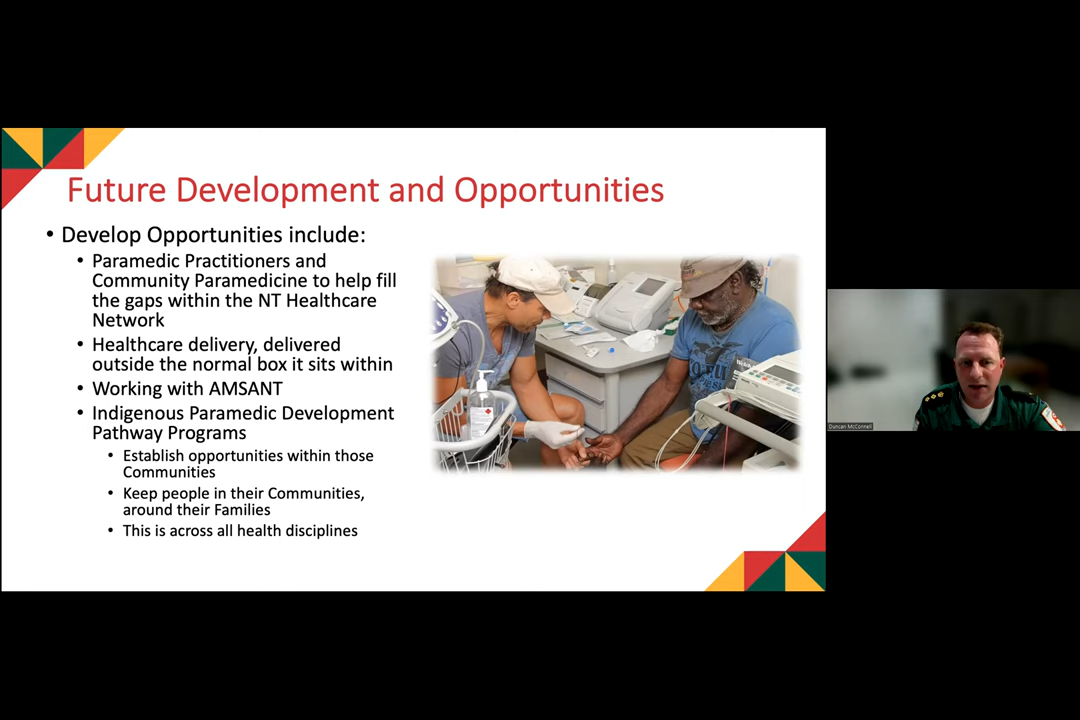 Future Development and Opportunities
• Develop Opportunities include:
• Paramedic Practitioners and
Community Paramedicine to help fill
the gaps within the NT Healthcare
Network
• Healthcare delivery, delivered
outside the normal box it sits within
• Working with AMSANT
• Indigenous Paramedic Development
Pathway Programs
• Establish opportunities within those
Communities
• Keep people in their Communities,
around their Families
• This is across all health disciplines
Duncan McConnell